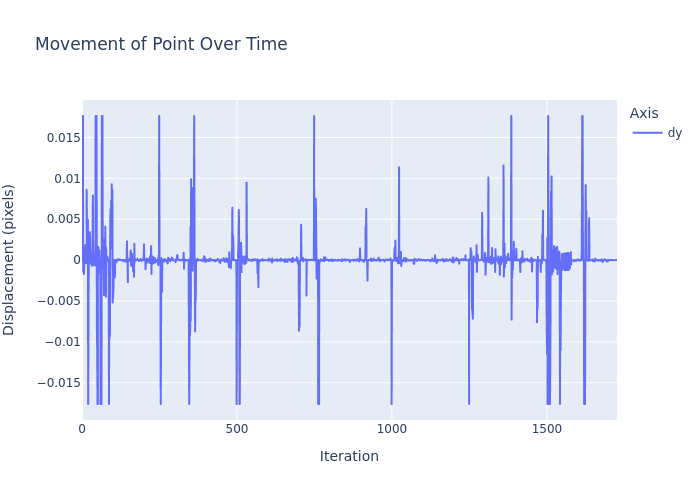 Movement of Point Over Time
Axis
dy
Displacement (pixels)
0.015
0.01
0.005
0
−0.005
−0.01
−0.015
0
500
1000
1500
Iteration